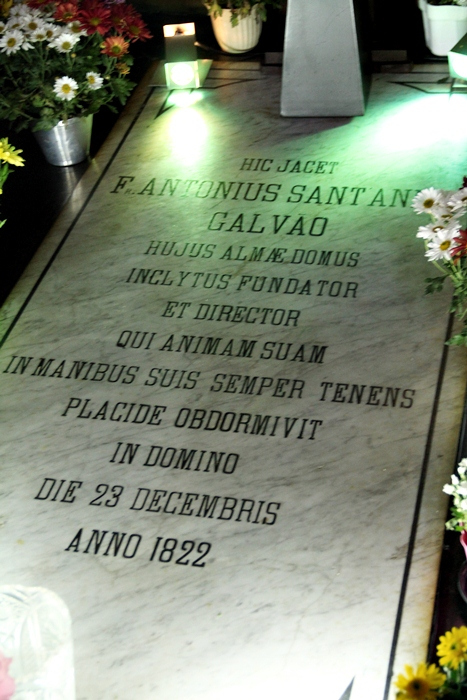 HIC JACET
Fr. ANTONIUS SANT ANN
GALVAO
HUJUS ALMÆ DOMUS
INCLYTUS FUNDATOR
ET DIRECTOR
QUI ANIMAM SUAM
IN MANIBUS SUIS SEMPER TENENS
PLACIDE OBDORMIVIT
IN DOMINO
DIE 23 DECEMBRIS
ANNO 1822